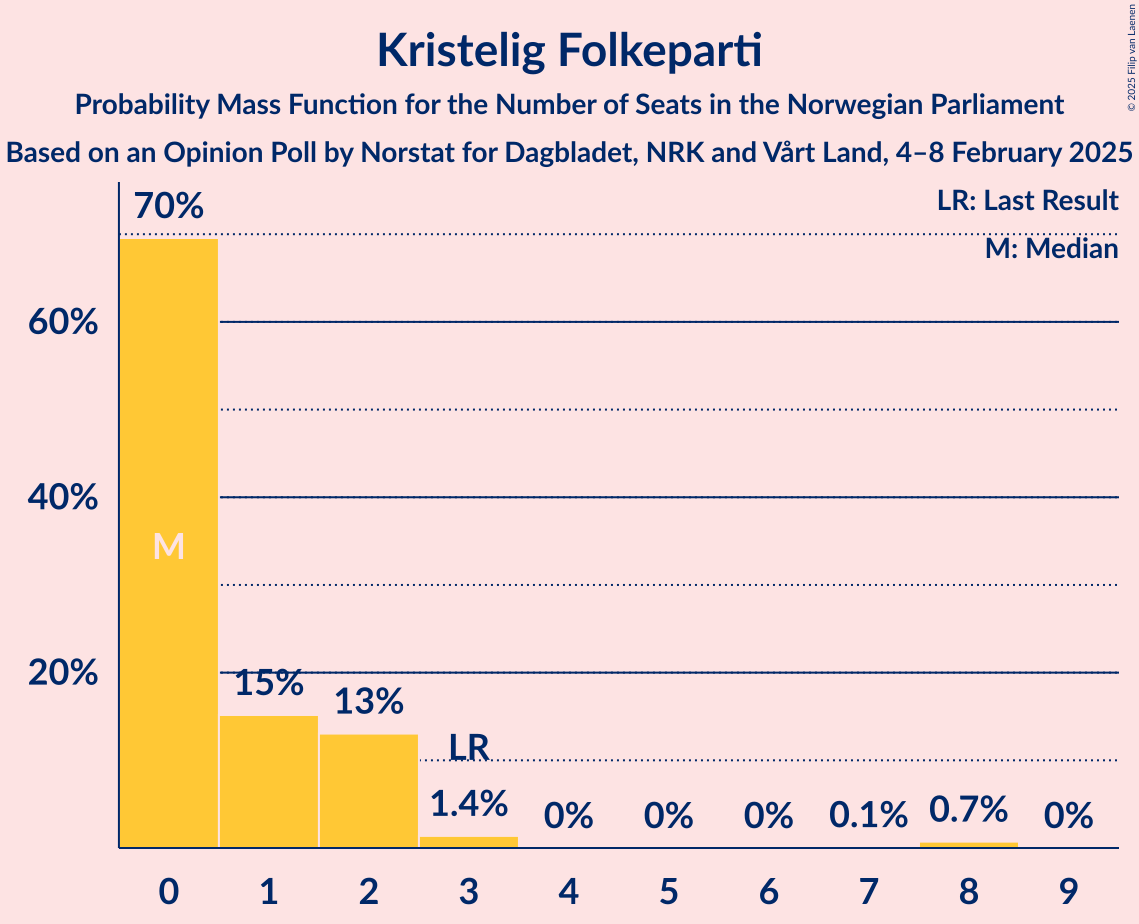 Kristelig Folkeparti
Probability Mass Function for the Number of Seats in the Norwegian Parliament
Based on an Opinion Poll by Norstat for Dagbladet, NRK and Vårt Land, 4–8 February 2025
© 2025 Filip van Laenen
LR: Last Result
M: Median
70%
60%
40%
20%
M
15%
13%
LR
1.4%
0%
0%
0%
0.1%
0.7%
0%
0 1 2 3 4 5 6 7 8 9